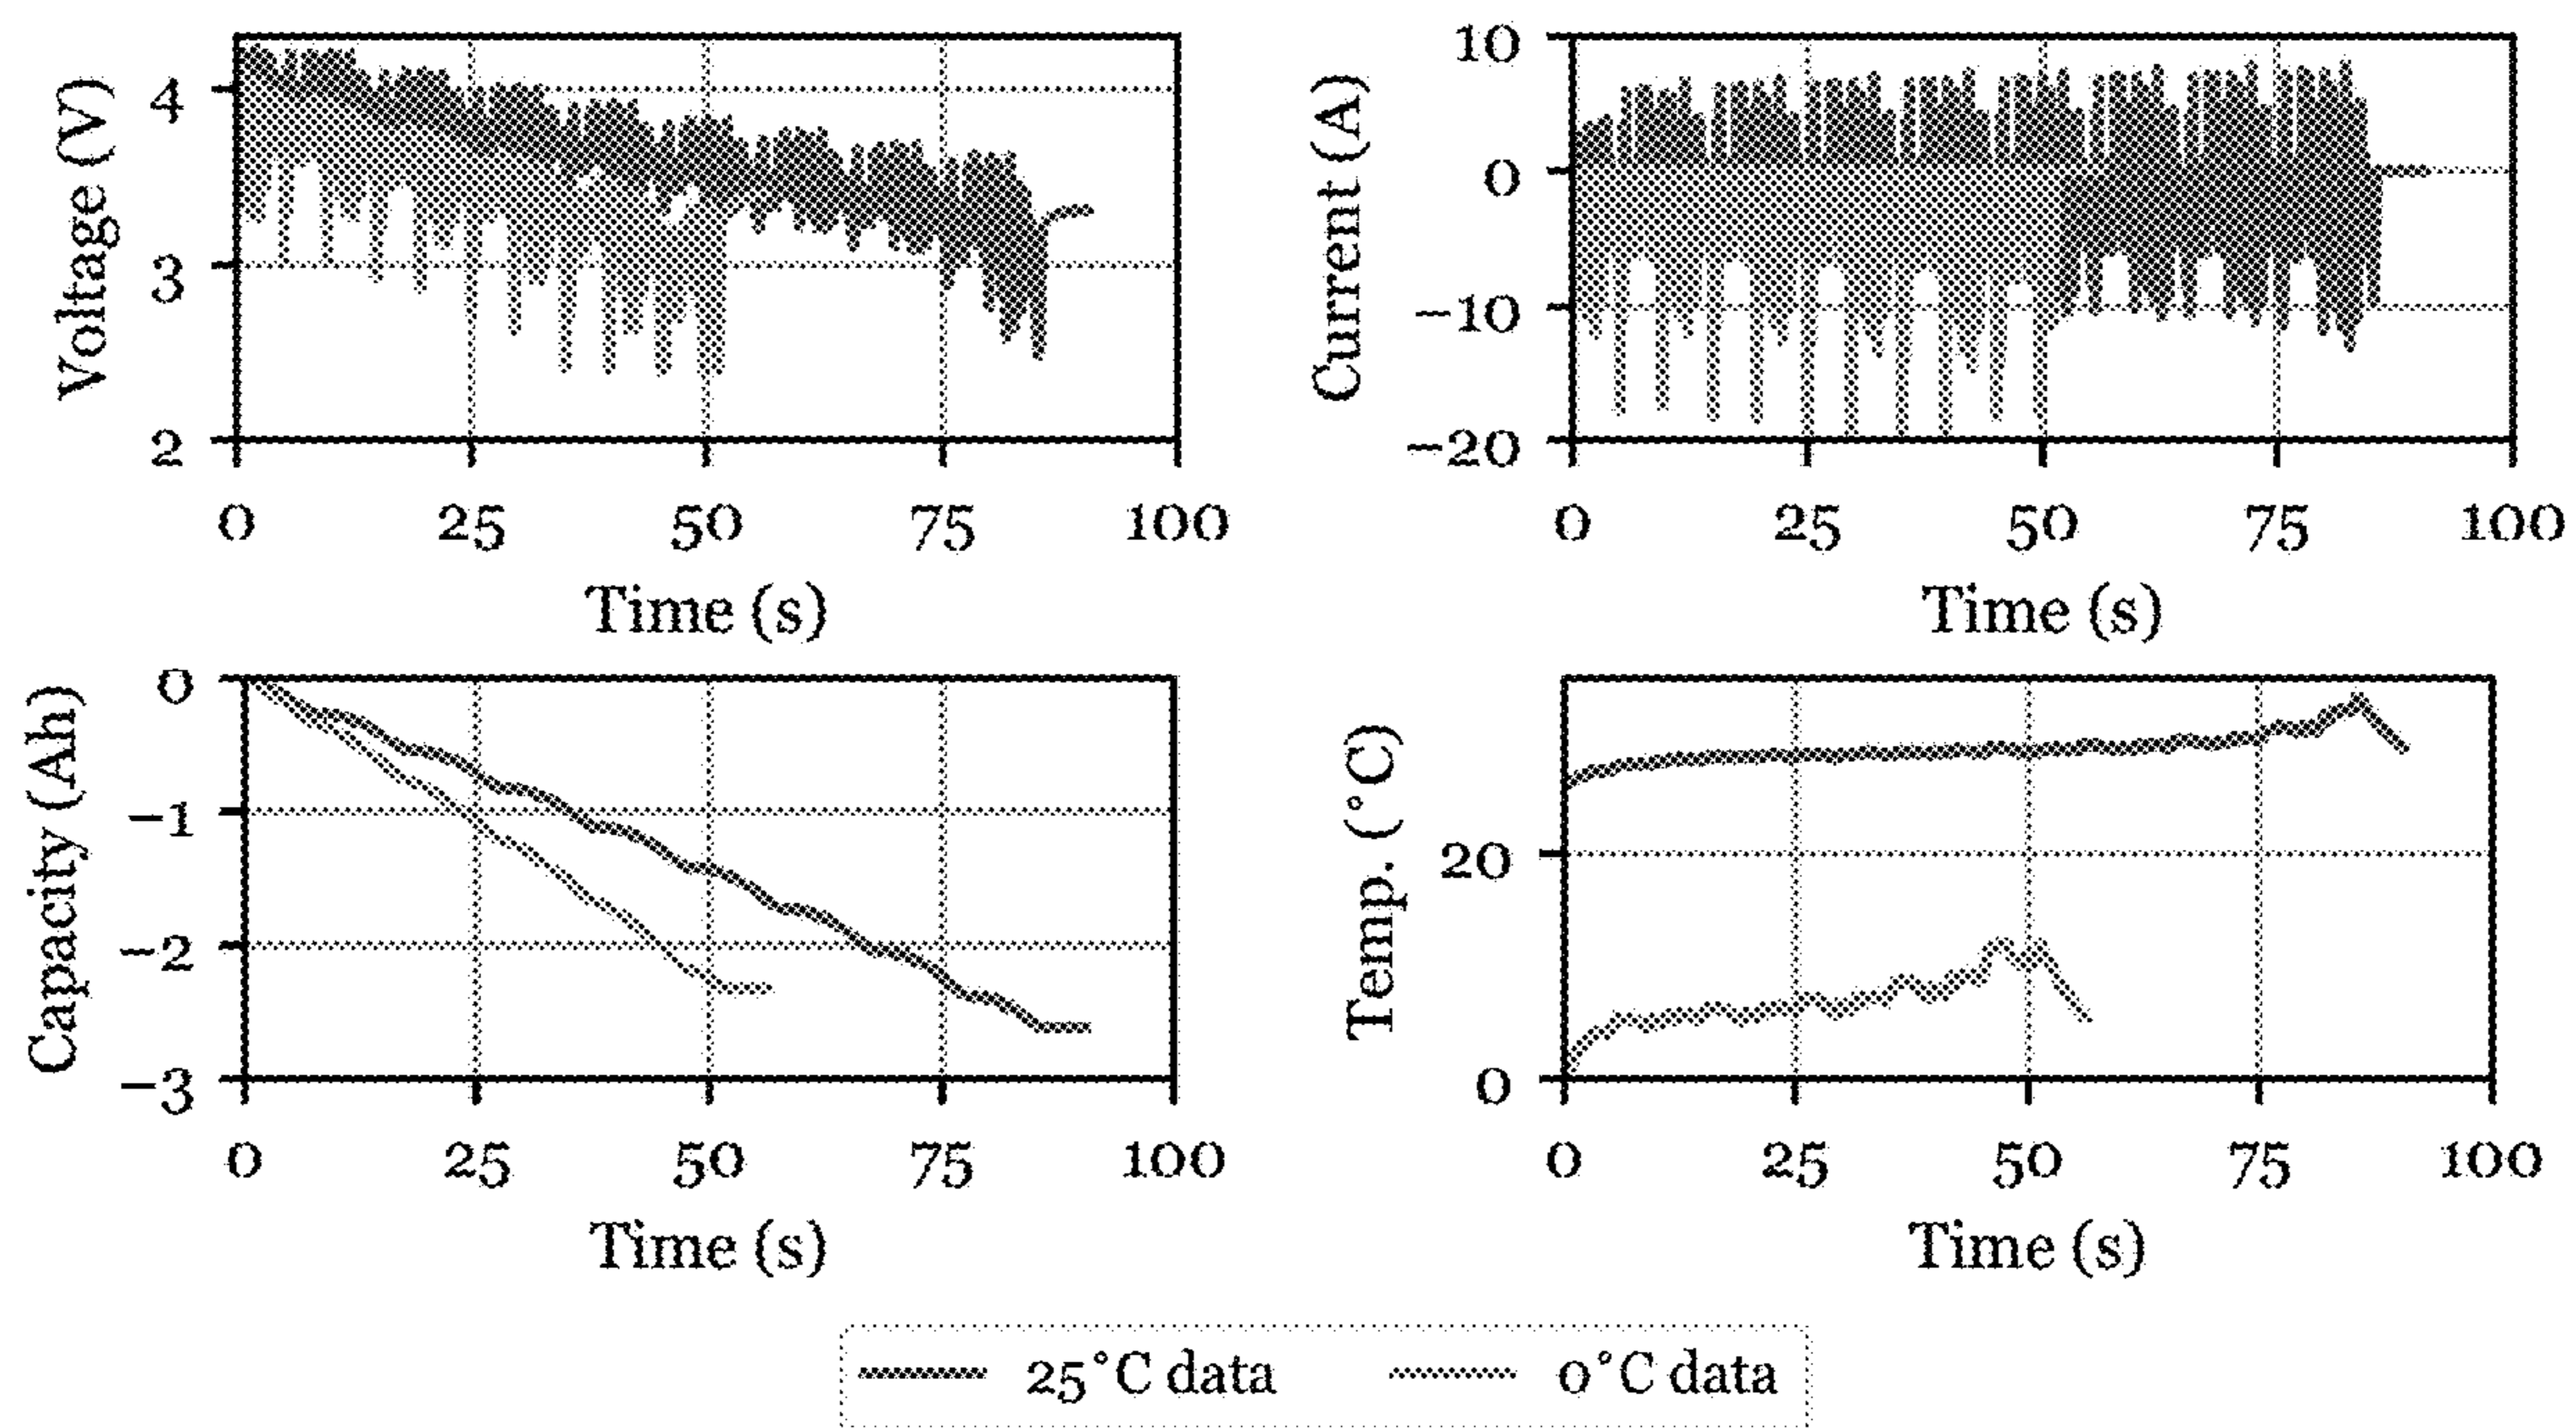 Voltage (V)
4
3
2
0 25 50 75 100
Time (s)
Current (A)
10
0
−10
−20
0 25 50 75 100
Time (s)
Capacity (Ah)
0
−1
−2
−3
0 25 50 75 100
Time (s)
Temp. (°C)
20
0
0 25 50 75 100
Time (s)
25°C data 0°C data